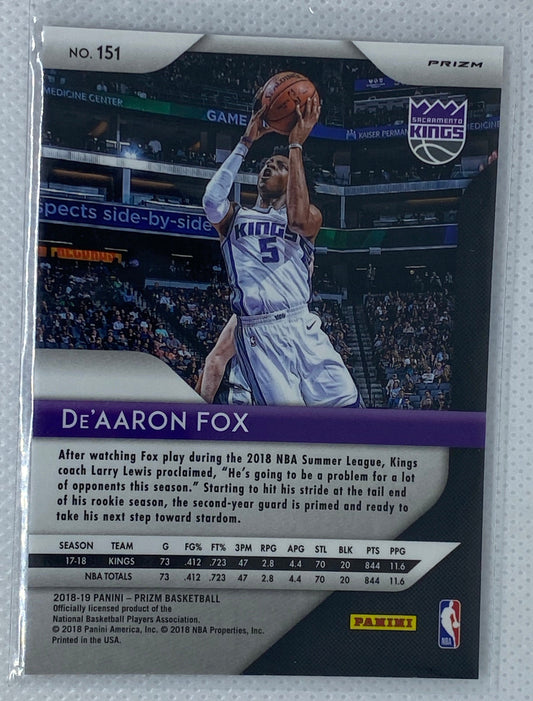 NO. 151
PRIZM
MEDICINE CENTER
GAME
KAISER PERMAN
SACRAMENTO
KINGS
spects side-by-side
KINGS
5
DE'AARON FOX
After watching Fox play during the 2018 NBA Summer League, Kings
coach Larry Lewis proclaimed, "He's going to be a problem for a lot
of opponents this season." Starting to hit his stride at the tail end
of his rookie season, the second-year guard is primed and ready to
take his next step toward stardom.
SEASON TEAM G FG% FT% 3PM RPG APG STL BLK PTS PPG
17-18 KINGS 73 .412 .723 47 2.8 4.4 70 20 844 11.6
NBA TOTALS 73 .412 .723 47 2.8 4.4 70 20 844 11.6
2018-19 PANINI – PRIZM BASKETBALL
Officially licensed product of the
National Basketball Players Association.
© 2018 Panini America, Inc. © 2018 NBA Properties, Inc.
Printed in the USA.
PANINI
NBA